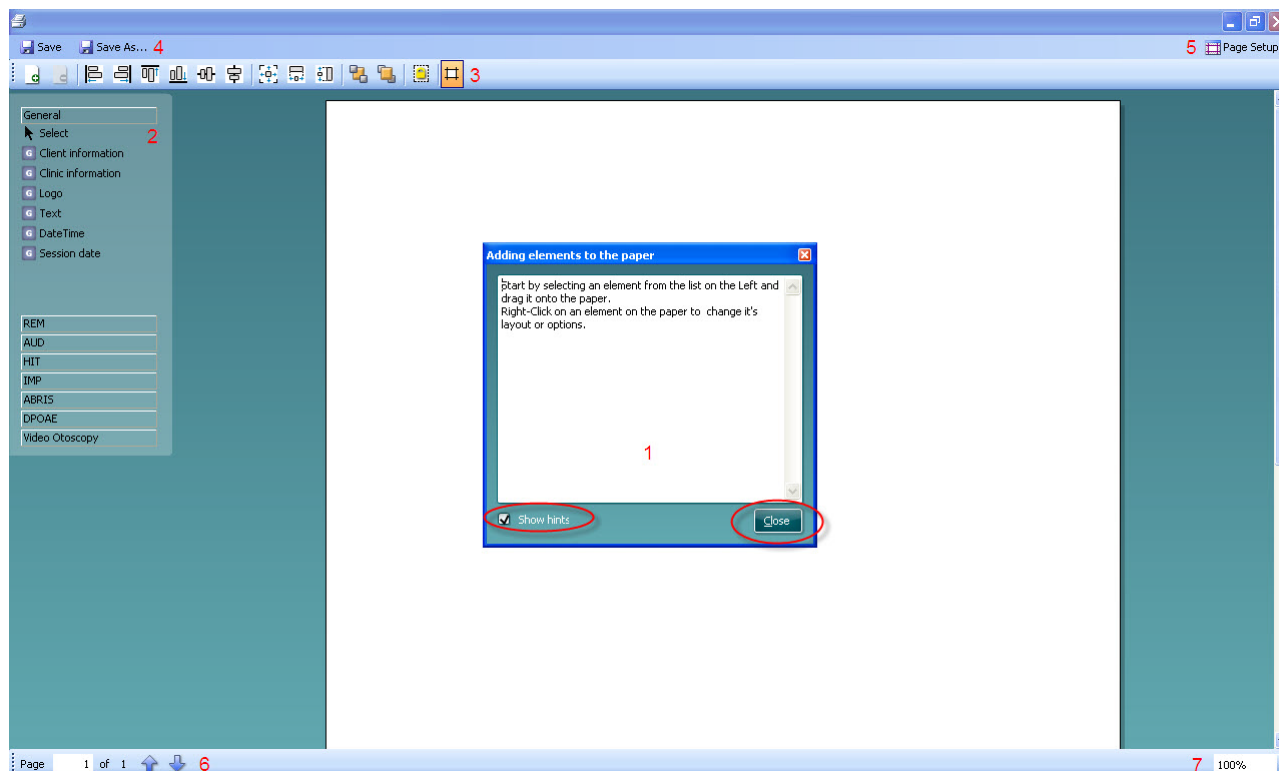 Save Save As... 4 5 Page Setup
3
General
Select
2
Client information
Clinic information
Logo
Text
DateTime
Session date
REM
AUD
HIT
IMP
ABRIS
DPOAE
Video Otoscopy
Adding elements to the paper
Start by selecting an element from the list on the Left and
drag it onto the paper.
Right-Click on an element on the paper to change it's
layout or options.
1
Show hints Close
Page 1 of 1 6 7 100%